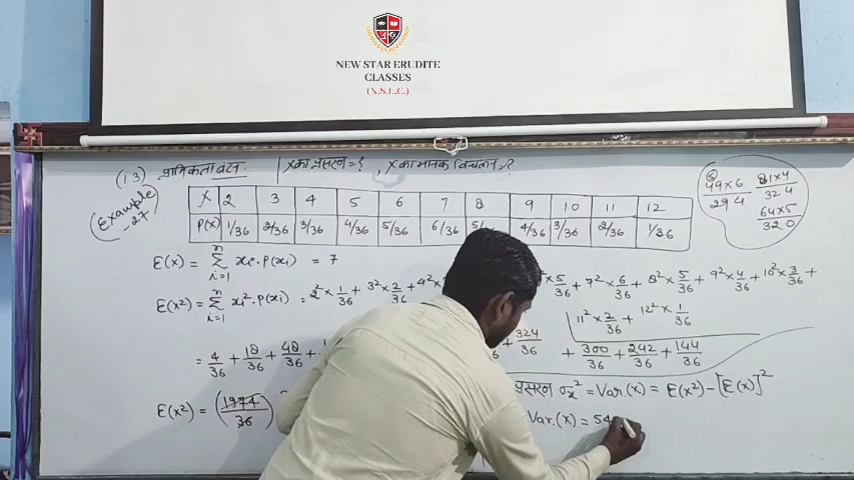 NEW STAR ERUDITE
CLASSES
(N.S.E.C.)
(13) प्रायिकता बंटन | X का प्रसरण = ? , X का मानक विचलन = ?
(Example - 27
X 2 3 4 5 6 7 8 9 10 11 12
P(X) 1/36 2/36 3/36 4/36 5/36 6/36 5/ 4/36 3/36 2/36 1/36
49×6
294
81×4
324
64×5
320
E(X) = n∑i=1 xi.P(xi) = 7
E(X²) = n∑i=1 xi².P(xi) = 2²×1/36 + 3²×2/36 + 4² ×5/36 + 7²×6/36 + 8²×5/36 + 9²×4/36 + 10²×3/36 +
11²×2/36 + 12²×1/36
= 4/36 + 18/36 + 48/36 + + 324/36 + 300/36 + 242/36 + 144/36
प्रसरण σx² = Var.(X) = E(X²) - [E(X)]²
E(X²) = (1974/36)
Var.(X) = 54